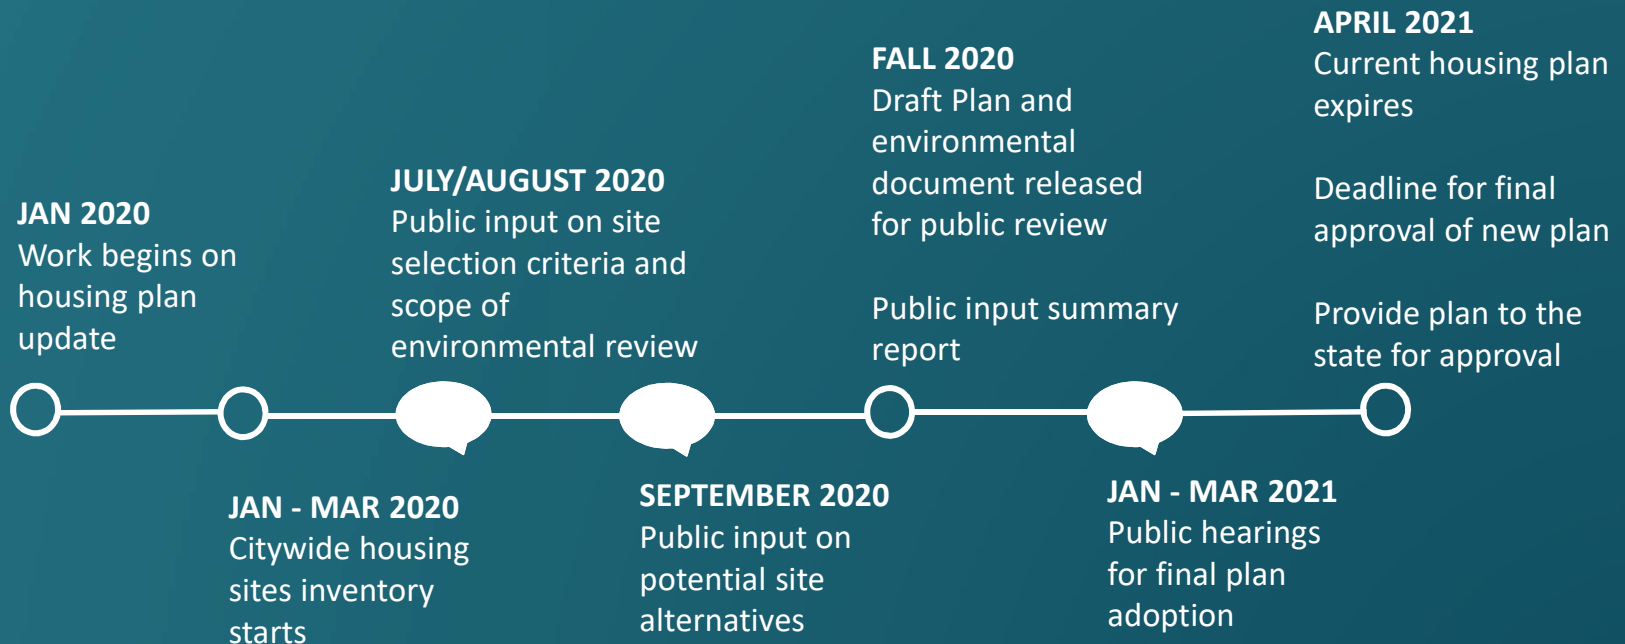 JAN 2020
Work begins on
housing plan
update
JAN - MAR 2020
Citywide housing
sites inventory
starts
JULY/AUGUST 2020
Public input on site
selection criteria and
scope of
environmental review
SEPTEMBER 2020
Public input on
potential site
alternatives
FALL 2020
Draft Plan and
environmental
document released
for public review
Public input summary
report
JAN - MAR 2021
Public hearings
for final plan
adoption
APRIL 2021
Current housing plan
expires
Deadline for final
approval of new plan
Provide plan to the
state for approval